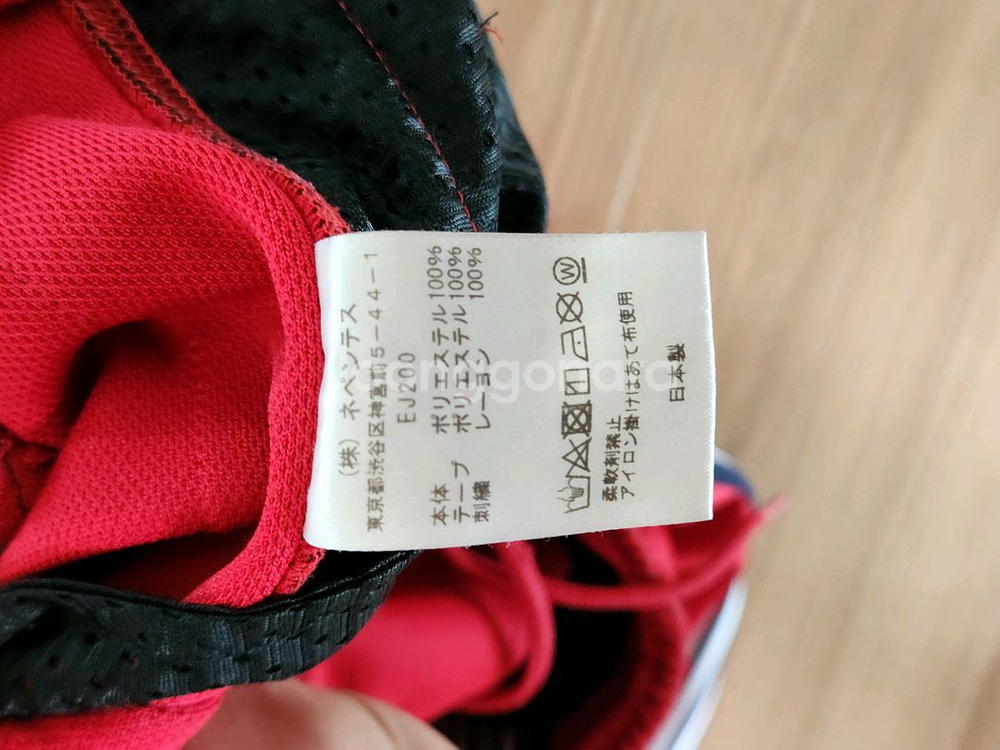 (株) ネペンテス
東京都渋谷区神宮前5-44-1
EJ200
本体 ポリエステル100%
テープ ポリエステル100%
刺繍 レーヨン 100%
W
柔軟剤禁止
アイロン掛けはあて布使用
日本製